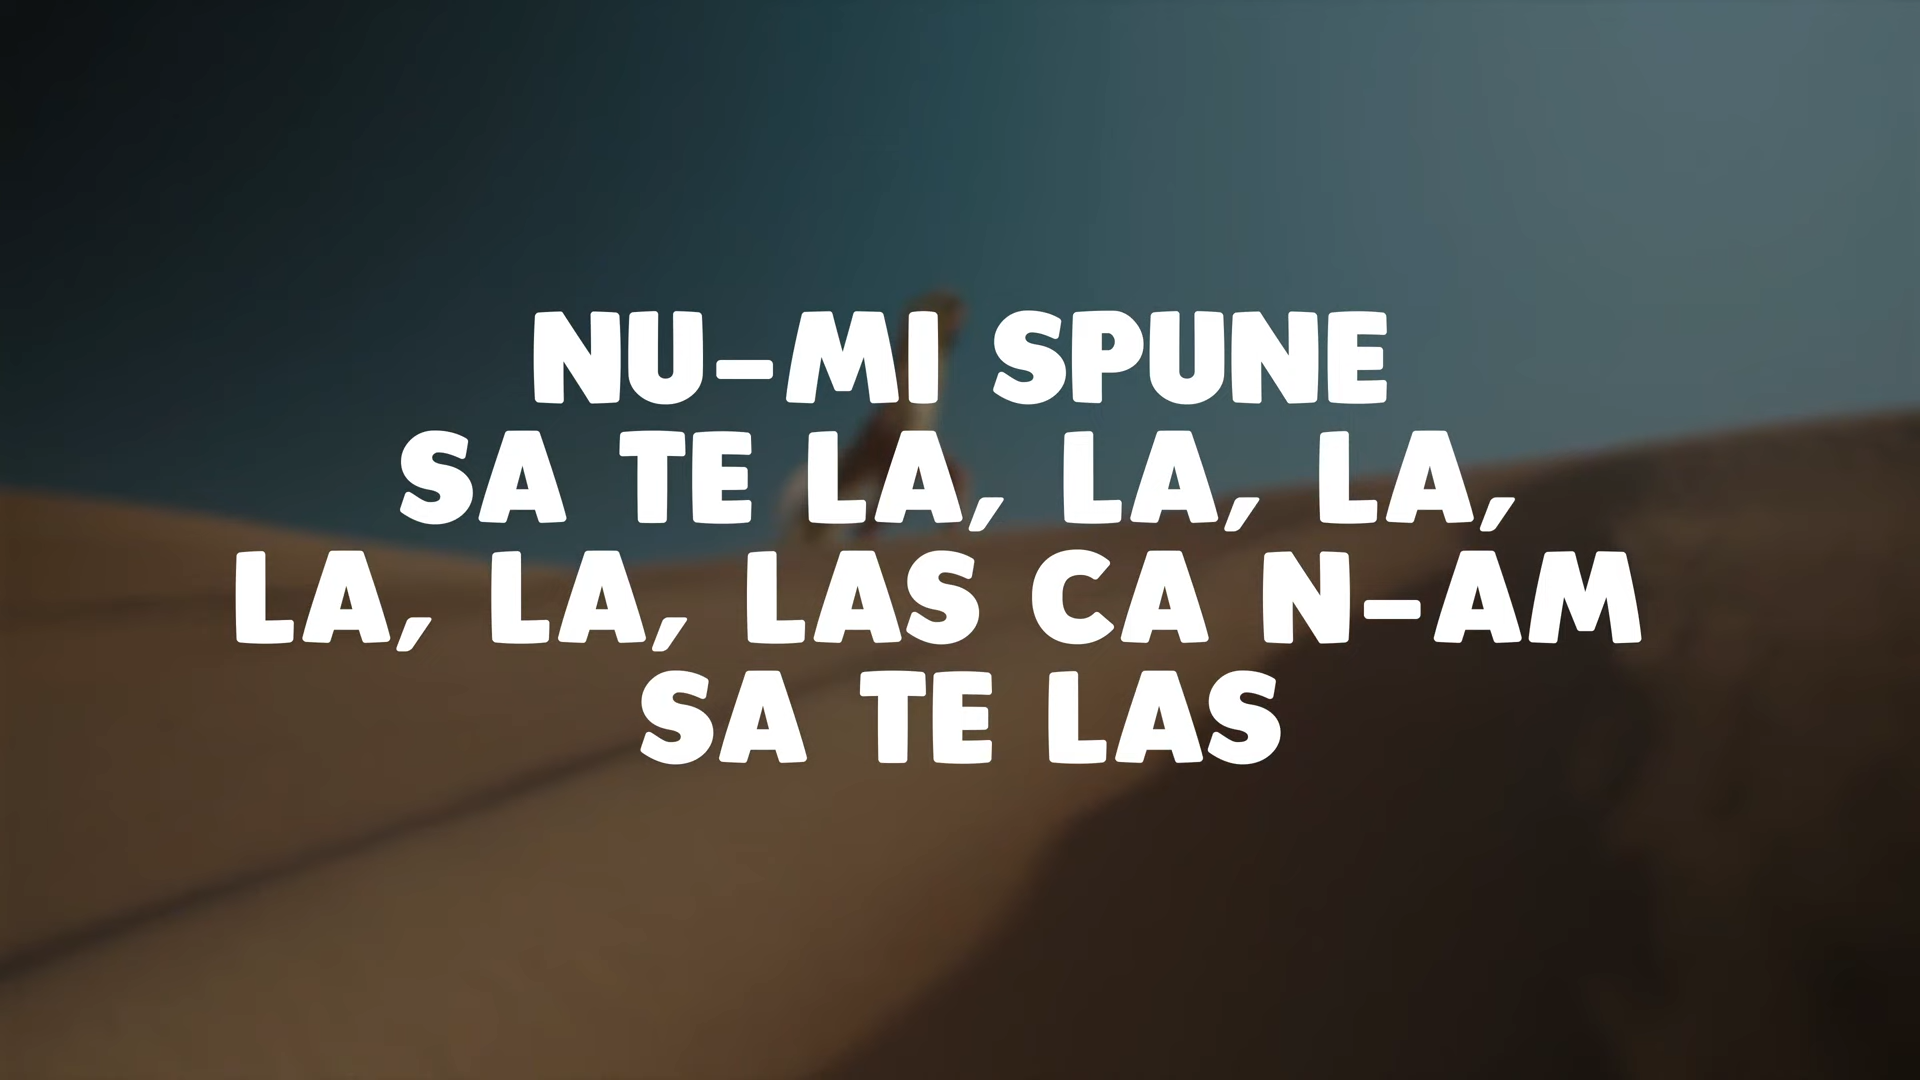 NU-MI SPUNE
SA TE LA, LA, LA,
LA, LA, LAS CA N-AM
SA TE LAS